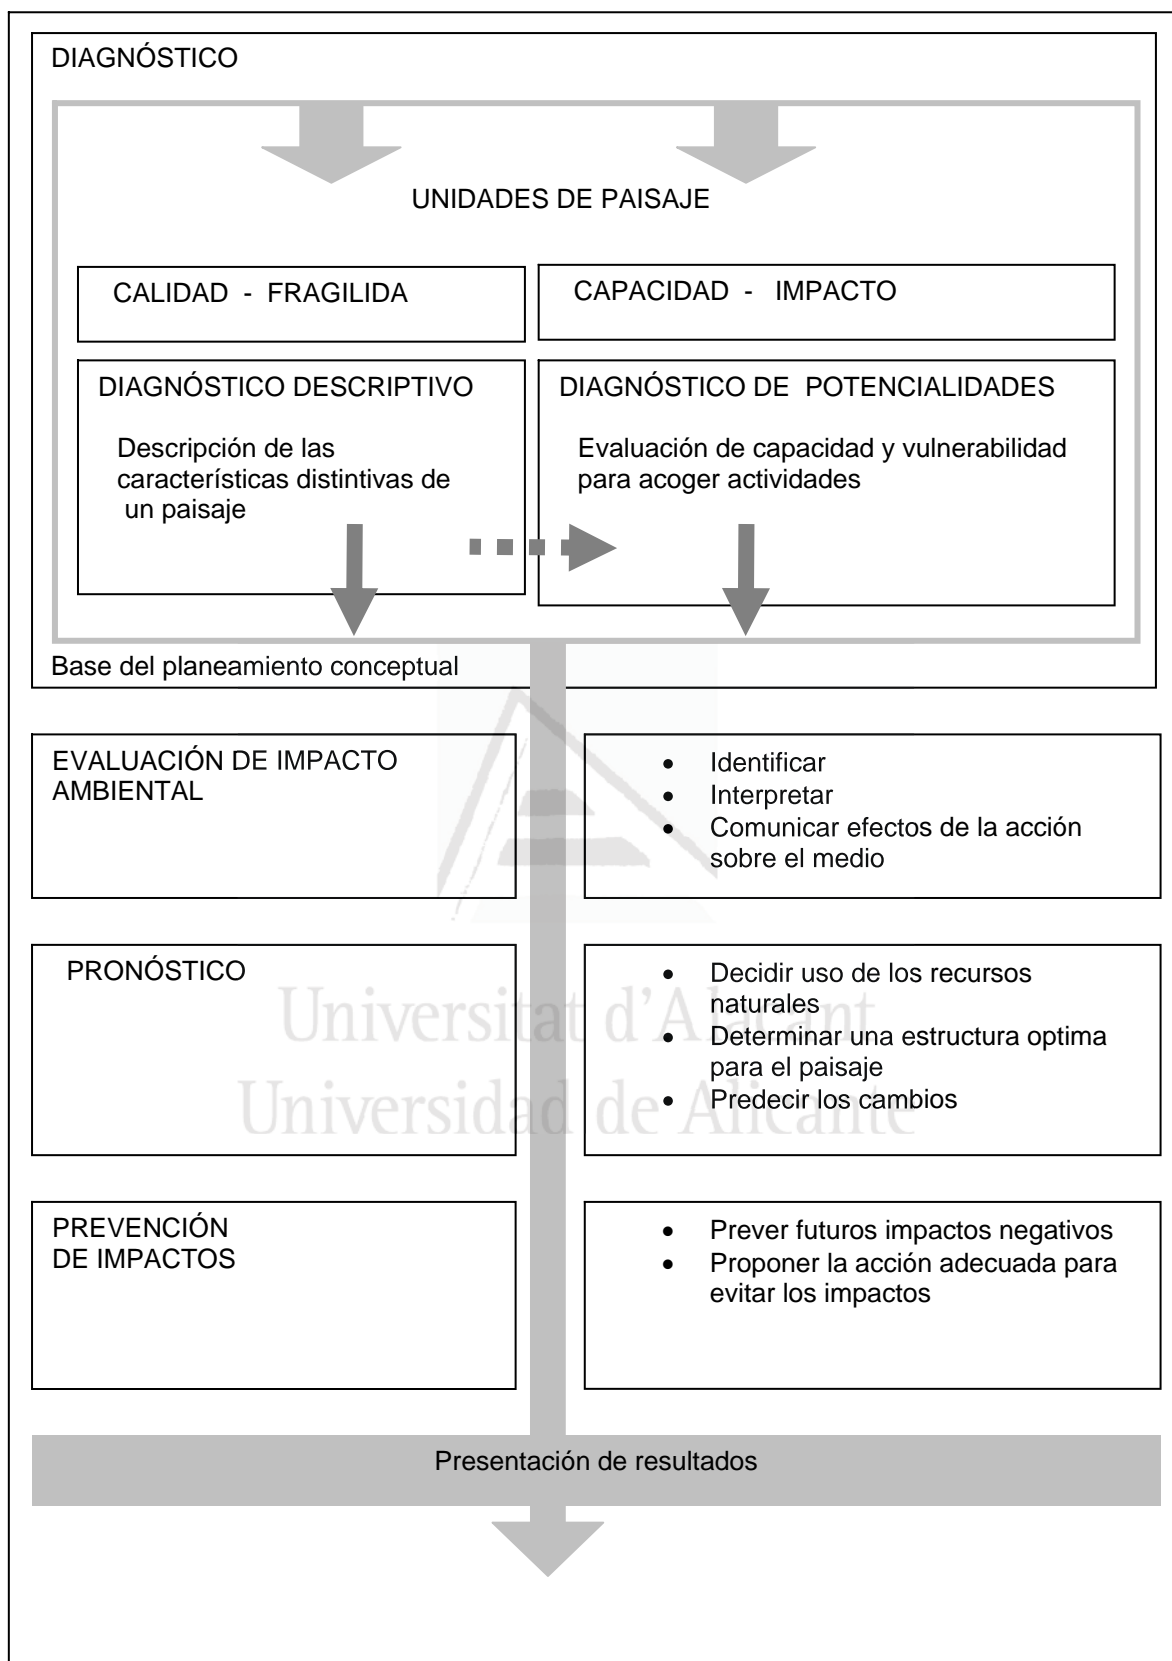 DIAGNÓSTICO
UNIDADES DE PAISAJE
CALIDAD - FRAGILIDA
CAPACIDAD - IMPACTO
DIAGNÓSTICO DESCRIPTIVO
Descripción de las
características distintivas de
un paisaje
DIAGNÓSTICO DE POTENCIALIDADES
Evaluación de capacidad y vulnerabilidad
para acoger actividades
Base del planeamiento conceptual
EVALUACIÓN DE IMPACTO
AMBIENTAL
• Identificar
• Interpretar
• Comunicar efectos de la acción
sobre el medio
PRONÓSTICO
• Decidir uso de los recursos
naturales
• Determinar una estructura optima
para el paisaje
• Predecir los cambios
Universitat d'Alacant
Universidad de Alicante
PREVENCIÓN
DE IMPACTOS
• Prever futuros impactos negativos
• Proponer la acción adecuada para
evitar los impactos
Presentación de resultados